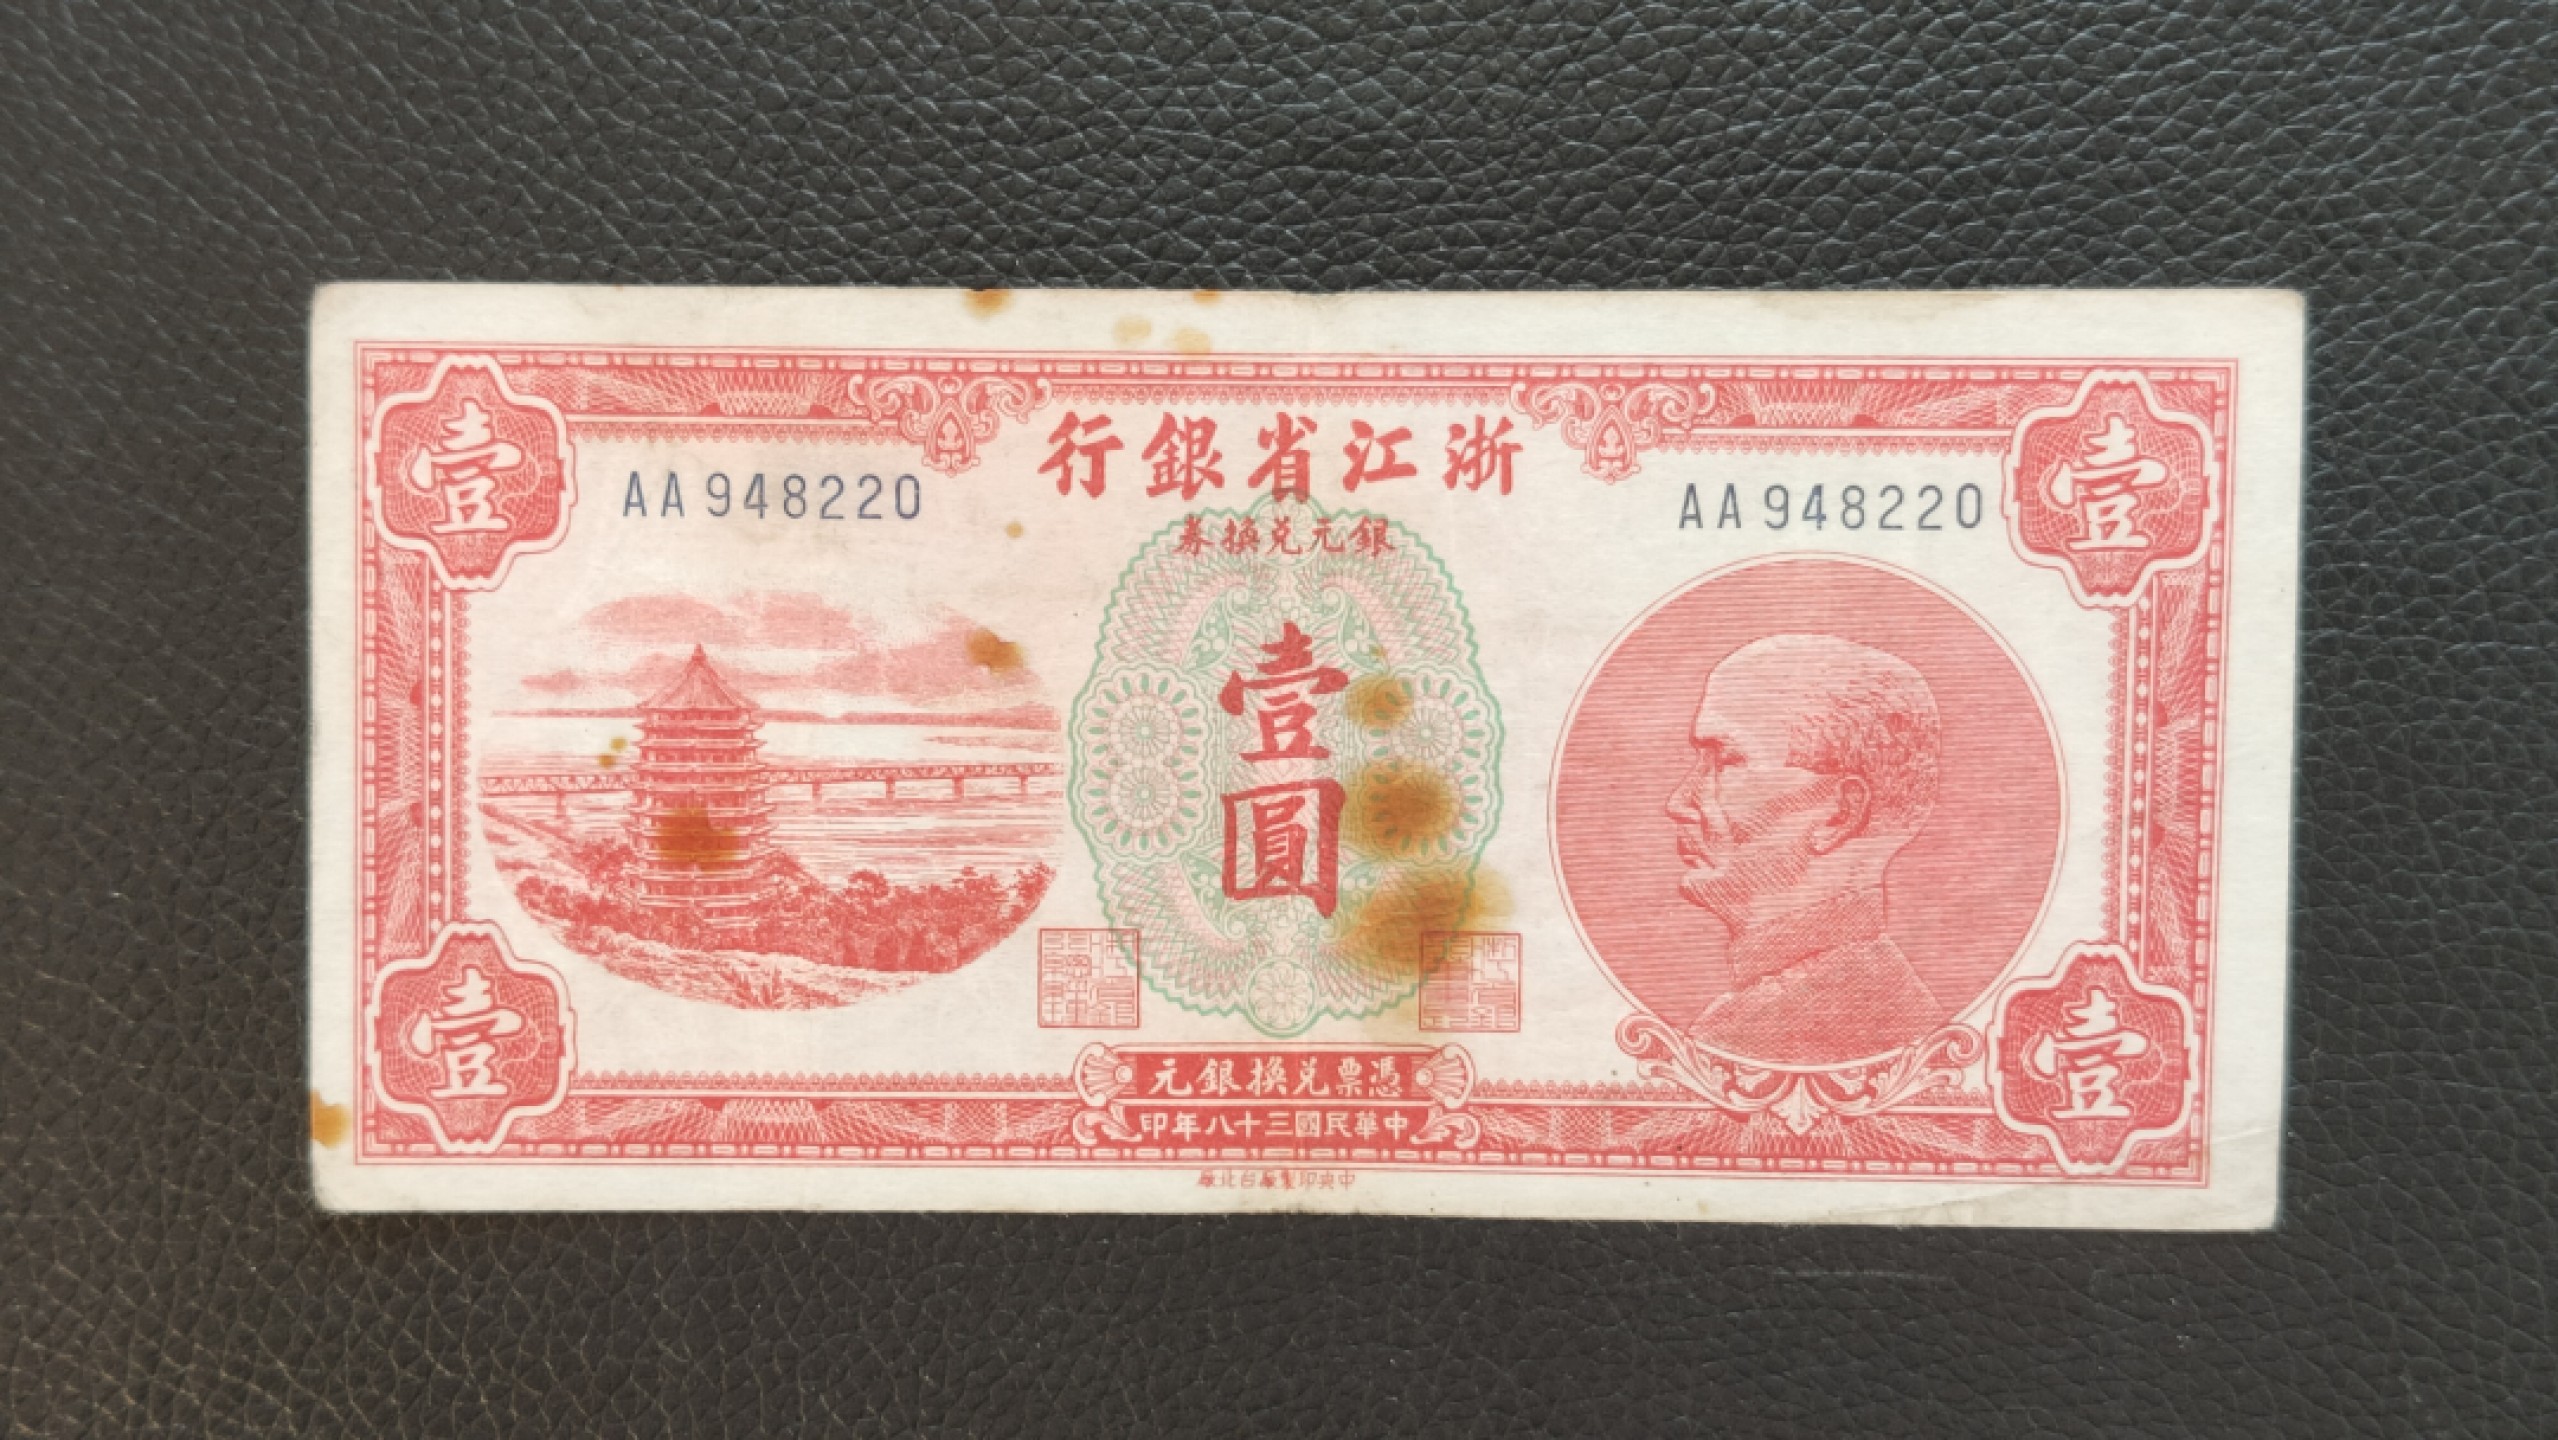 浙江省銀行
AA948220
AA948220
銀元兌換券
壹
壹
壹圓
憑票兌換銀元
中華民國三十八年印
壹
壹
中央印製廠台北廠